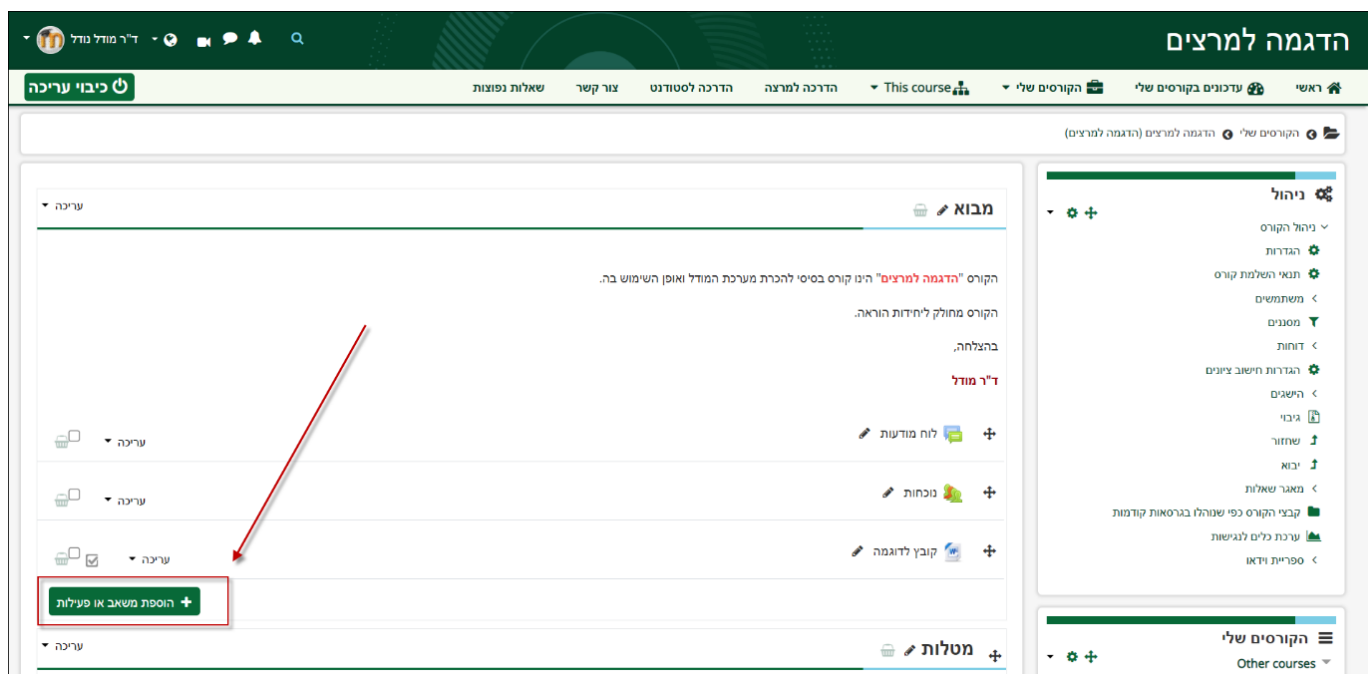 הדגמה למרצים
ד"ר מודל נודל
ראשי
עדכונים בקורסים שלי
הקורסים שלי
This course
הדרכה למרצה
הדרכה לסטודנט
צור קשר
שאלות נפוצות
כיבוי עריכה
הקורסים שלי הדגמה למרצים (הדגמה למרצים)
ניהול
ניהול הקורס
הגדרות
תנאי השלמת קורס
משתמשים
מסננים
דוחות
הגדרות חישוב ציונים
הישגים
גיבוי
שחזור
יבוא
מאגר שאלות
קבצי הקורס כפי שנוהלו בגרסאות קודמות
ערכת כלים לנגישות
ספריית וידאו
הקורסים שלי
Other courses
מבוא
עריכה
הקורס "הדגמה למרצים" הינו קורס בסיסי להכרת מערכת המודל ואופן השימוש בה.
הקורס מחולק ליחידות הוראה.
בהצלחה,
ד"ר מודל
לוח מודעות
עריכה
נוכחות
עריכה
קובץ לדוגמה
עריכה
+ הוספת משאב או פעילות
מטלות
עריכה